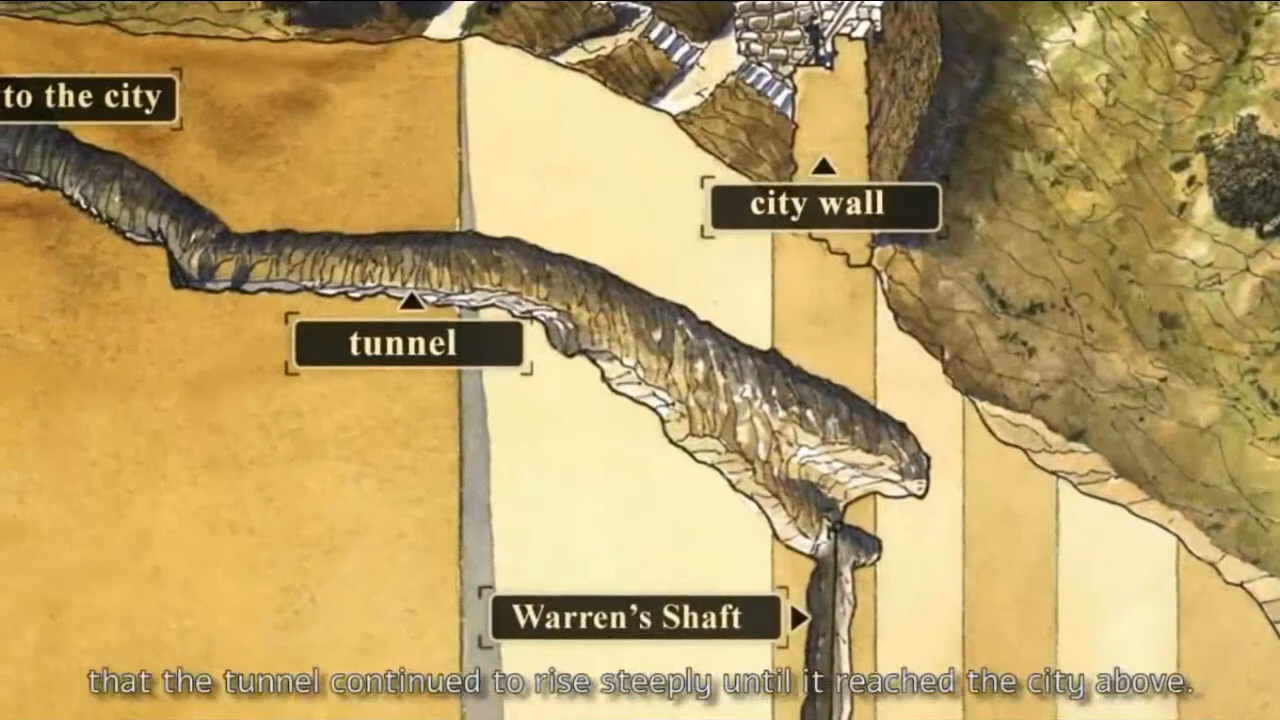 to the city
city wall
tunnel
Warren's Shaft
that the tunnel continued to rise steeply until it reached the city above.